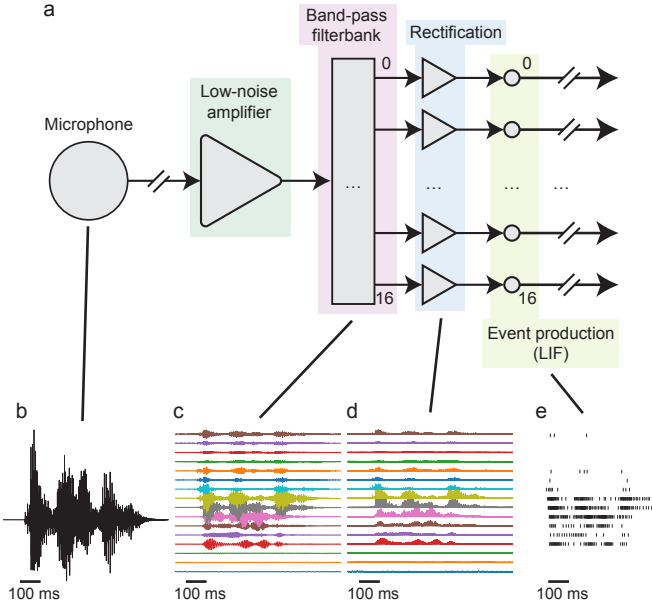 a
Band-pass
filterbank
Rectification
0
0
Low-noise
amplifier
Microphone
...
...
...
...
16
16
Event production
(LIF)
b
c
d
e
100 ms
100 ms
100 ms
100 ms